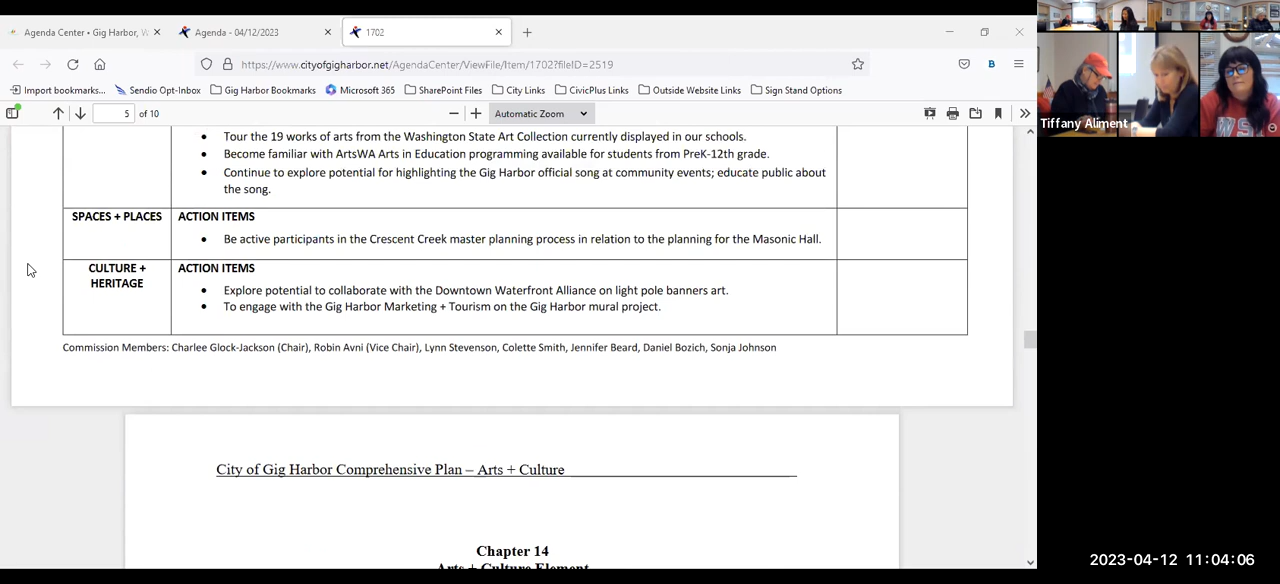 Agenda Center • Gig Harbor, W
Agenda - 04/12/2023
1702
https://www.cityofgigharbor.net/AgendaCenter/ViewFile/Item/1702?fileID=2519
Import bookmarks...
Sendio Opt-Inbox
Gig Harbor Bookmarks
Microsoft 365
SharePoint Files
City Links
CivicPlus Links
Outside Website Links
Sign Stand Options
5 of 10
Automatic Zoom
• Tour the 19 works of arts from the Washington State Art Collection currently displayed in our schools.
• Become familiar with ArtsWA Arts in Education programming available for students from PreK-12th grade.
• Continue to explore potential for highlighting the Gig Harbor official song at community events; educate public about
the song.
SPACES + PLACES
ACTION ITEMS
• Be active participants in the Crescent Creek master planning process in relation to the planning for the Masonic Hall.
CULTURE +
HERITAGE
ACTION ITEMS
• Explore potential to collaborate with the Downtown Waterfront Alliance on light pole banners art.
• To engage with the Gig Harbor Marketing + Tourism on the Gig Harbor mural project.
Commission Members: Charlee Glock-Jackson (Chair), Robin Avni (Vice Chair), Lynn Stevenson, Colette Smith, Jennifer Beard, Daniel Bozich, Sonja Johnson
City of Gig Harbor Comprehensive Plan – Arts + Culture
Chapter 14
Arts + Culture Element
Tiffany Aliment
2023-04-12 11:04:06